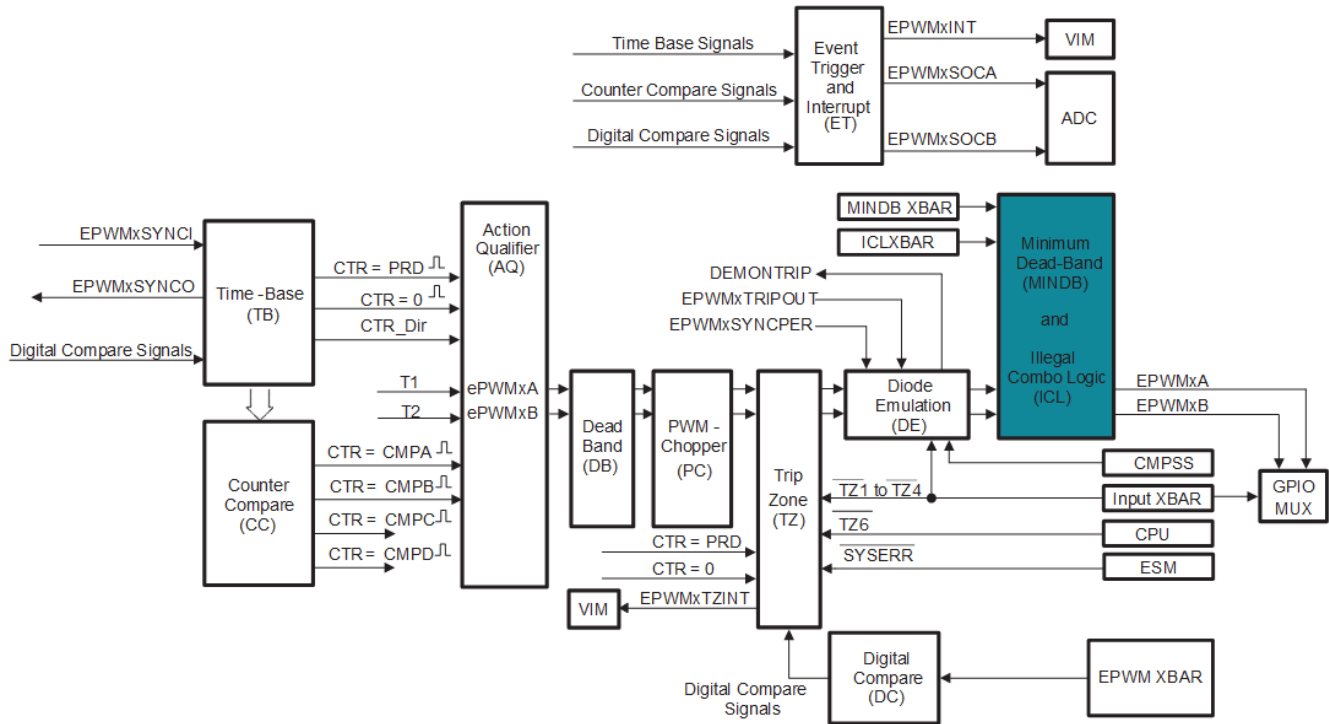 Time Base Signals
Counter Compare Signals
Digital Compare Signals
Event
Trigger
and
Interrupt
(ET)
EPWMxINT
EPWMxSOCA
EPWMxSOCB
VIM
ADC
EPWMxSYNCI
EPWMxSYNCO
Digital Compare Signals
Time -Base
(TB)
CTR = PRD
CTR = 0
CTR_Dir
T1
T2
Counter
Compare
(CC)
CTR = CMPA
CTR = CMPB
CTR = CMPC
CTR = CMPD
Action
Qualifier
(AQ)
ePWMxA
ePWMxB
Dead
Band
(DB)
PWM -
Chopper
(PC)
CTR = PRD
CTR = 0
EPWMxTZINT
VIM
Trip
Zone
(TZ)
DEMONTRIP
EPWMxTRIPOUT
EPWMxSYNCPER
Diode
Emulation
(DE)
MINDB XBAR
ICLXBAR
Minimum
Dead-Band
(MINDB)
and
Illegal
Combo Logic
(ICL)
EPWMxA
EPWMxB
TZ1 to TZ4
TZ6
SYSERR
CMPSS
Input XBAR
CPU
ESM
GPIO
MUX
Digital Compare
Signals
Digital
Compare
(DC)
EPWM XBAR